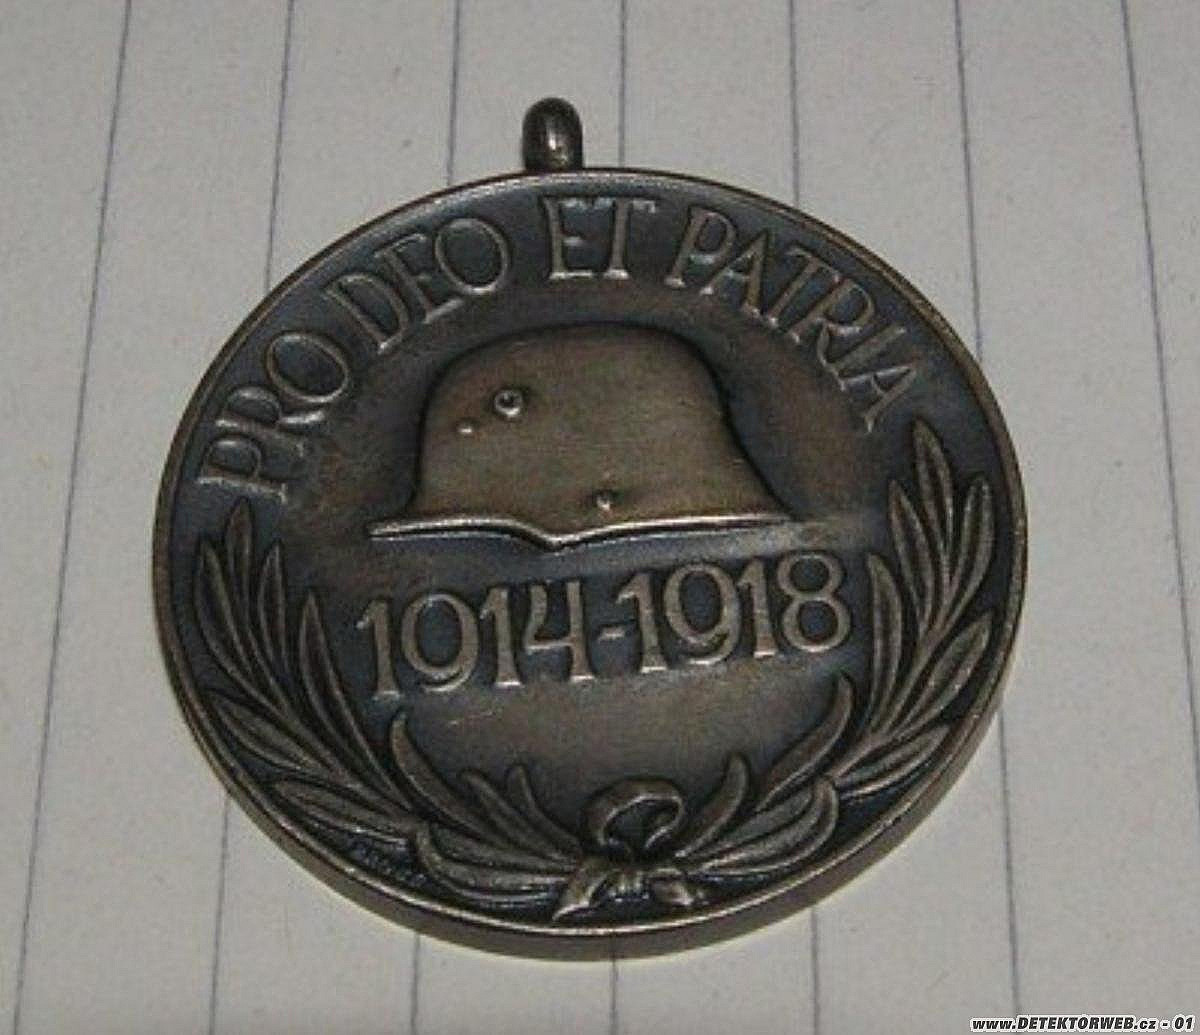 PRO DEO ET PATRIA
1914-1918
www.DETEKTORWEB.cz - 01